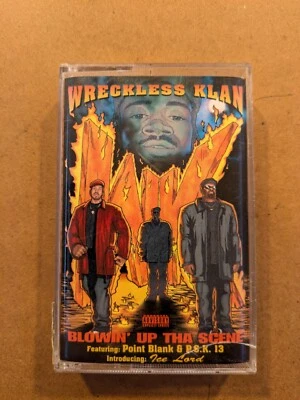 WRECKLESS KLAN
BLOWIN' UP THA SCENE
Featuring: Point Blank & P.S.K. 13
Introducing: Ice Lord